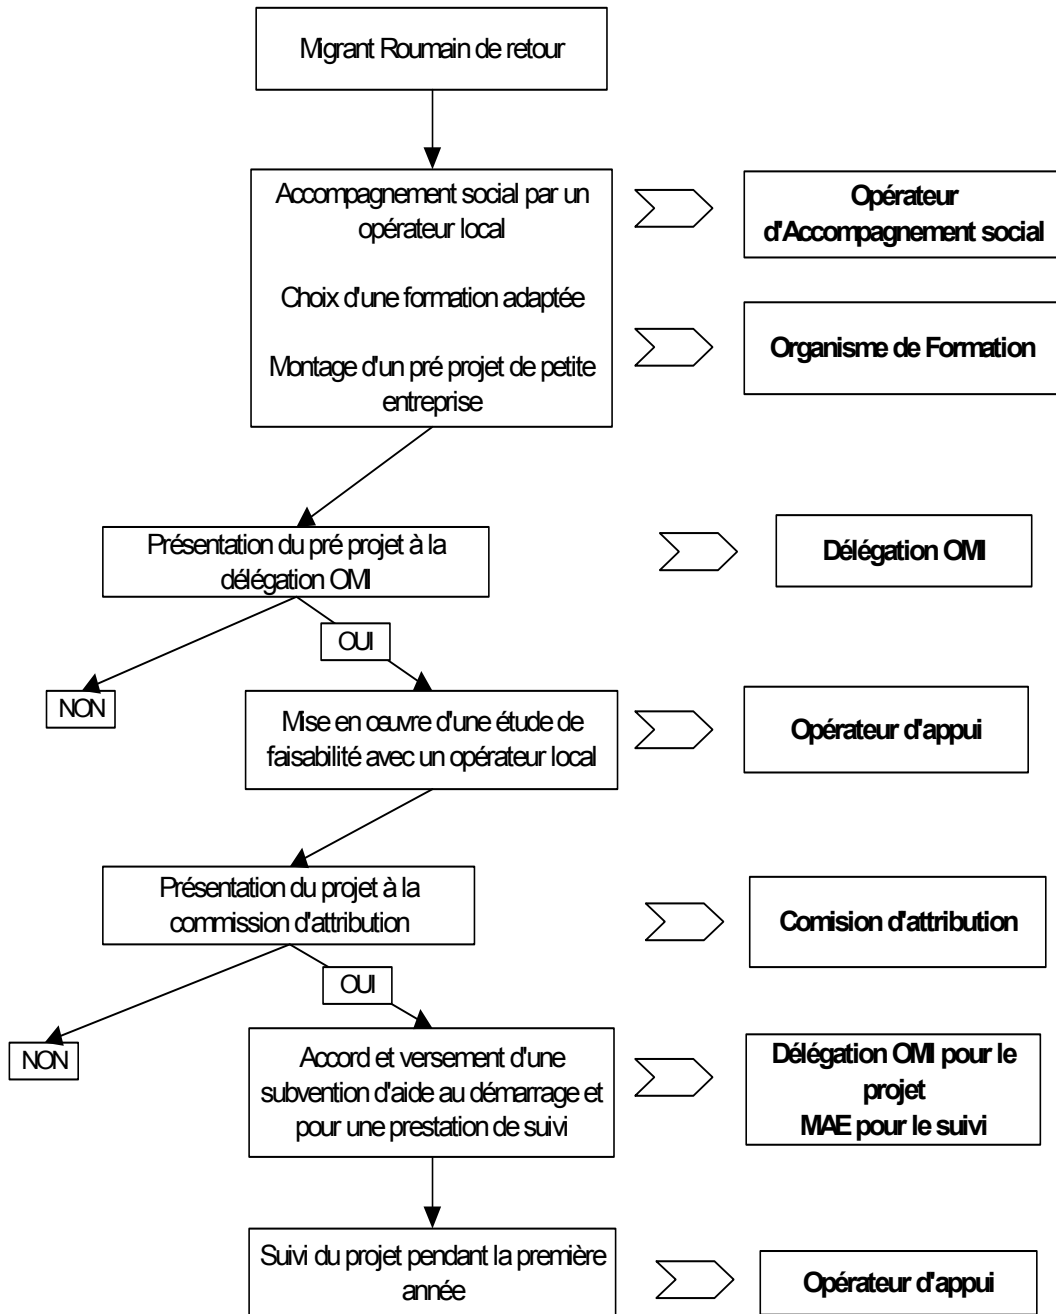 Migrant Roumain de retour
Accompagnement social par un
opérateur local
Choix d'une formation adaptée
Montage d'un pré projet de petite
entreprise
Opérateur
d'Accompagnement social
Organisme de Formation
Présentation du pré projet à la
délégation OMI
Délégation OMI
OUI
NON
Mise en œuvre d'une étude de
faisabilité avec un opérateur local
Opérateur d'appui
Présentation du projet à la
commission d'attribution
Comision d'attribution
OUI
NON
Accord et versement d'une
subvention d'aide au démarrage et
pour une prestation de suivi
Délégation OMI pour le
projet
MAE pour le suivi
Suivi du projet pendant la première
année
Opérateur d'appui